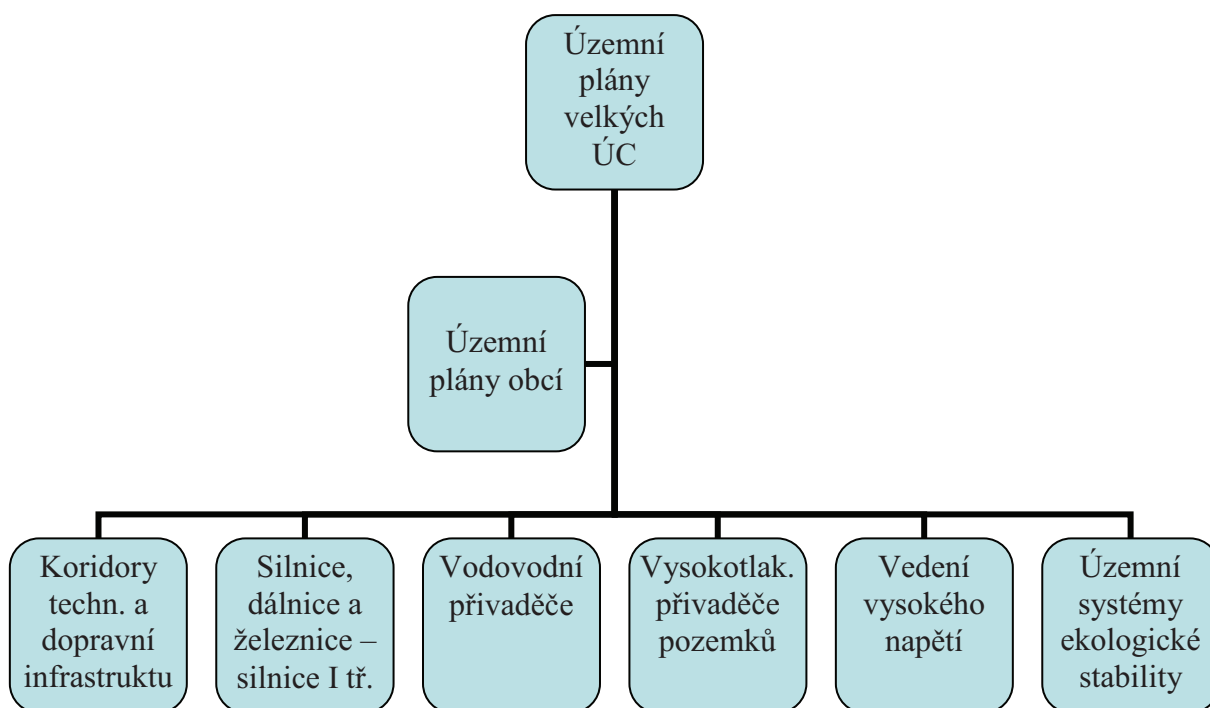 Územní
plány
velkých
ÚC
Územní
plány obcí
Koridory
techn. a
dopravní
infrastruktu
Silnice,
dálnice a
železnice –
silnice I tř.
Vodovodní
přivaděče
Vysokotlak.
přivaděče
pozemků
Vedení
vysokého
napětí
Územní
systémy
ekologické
stability